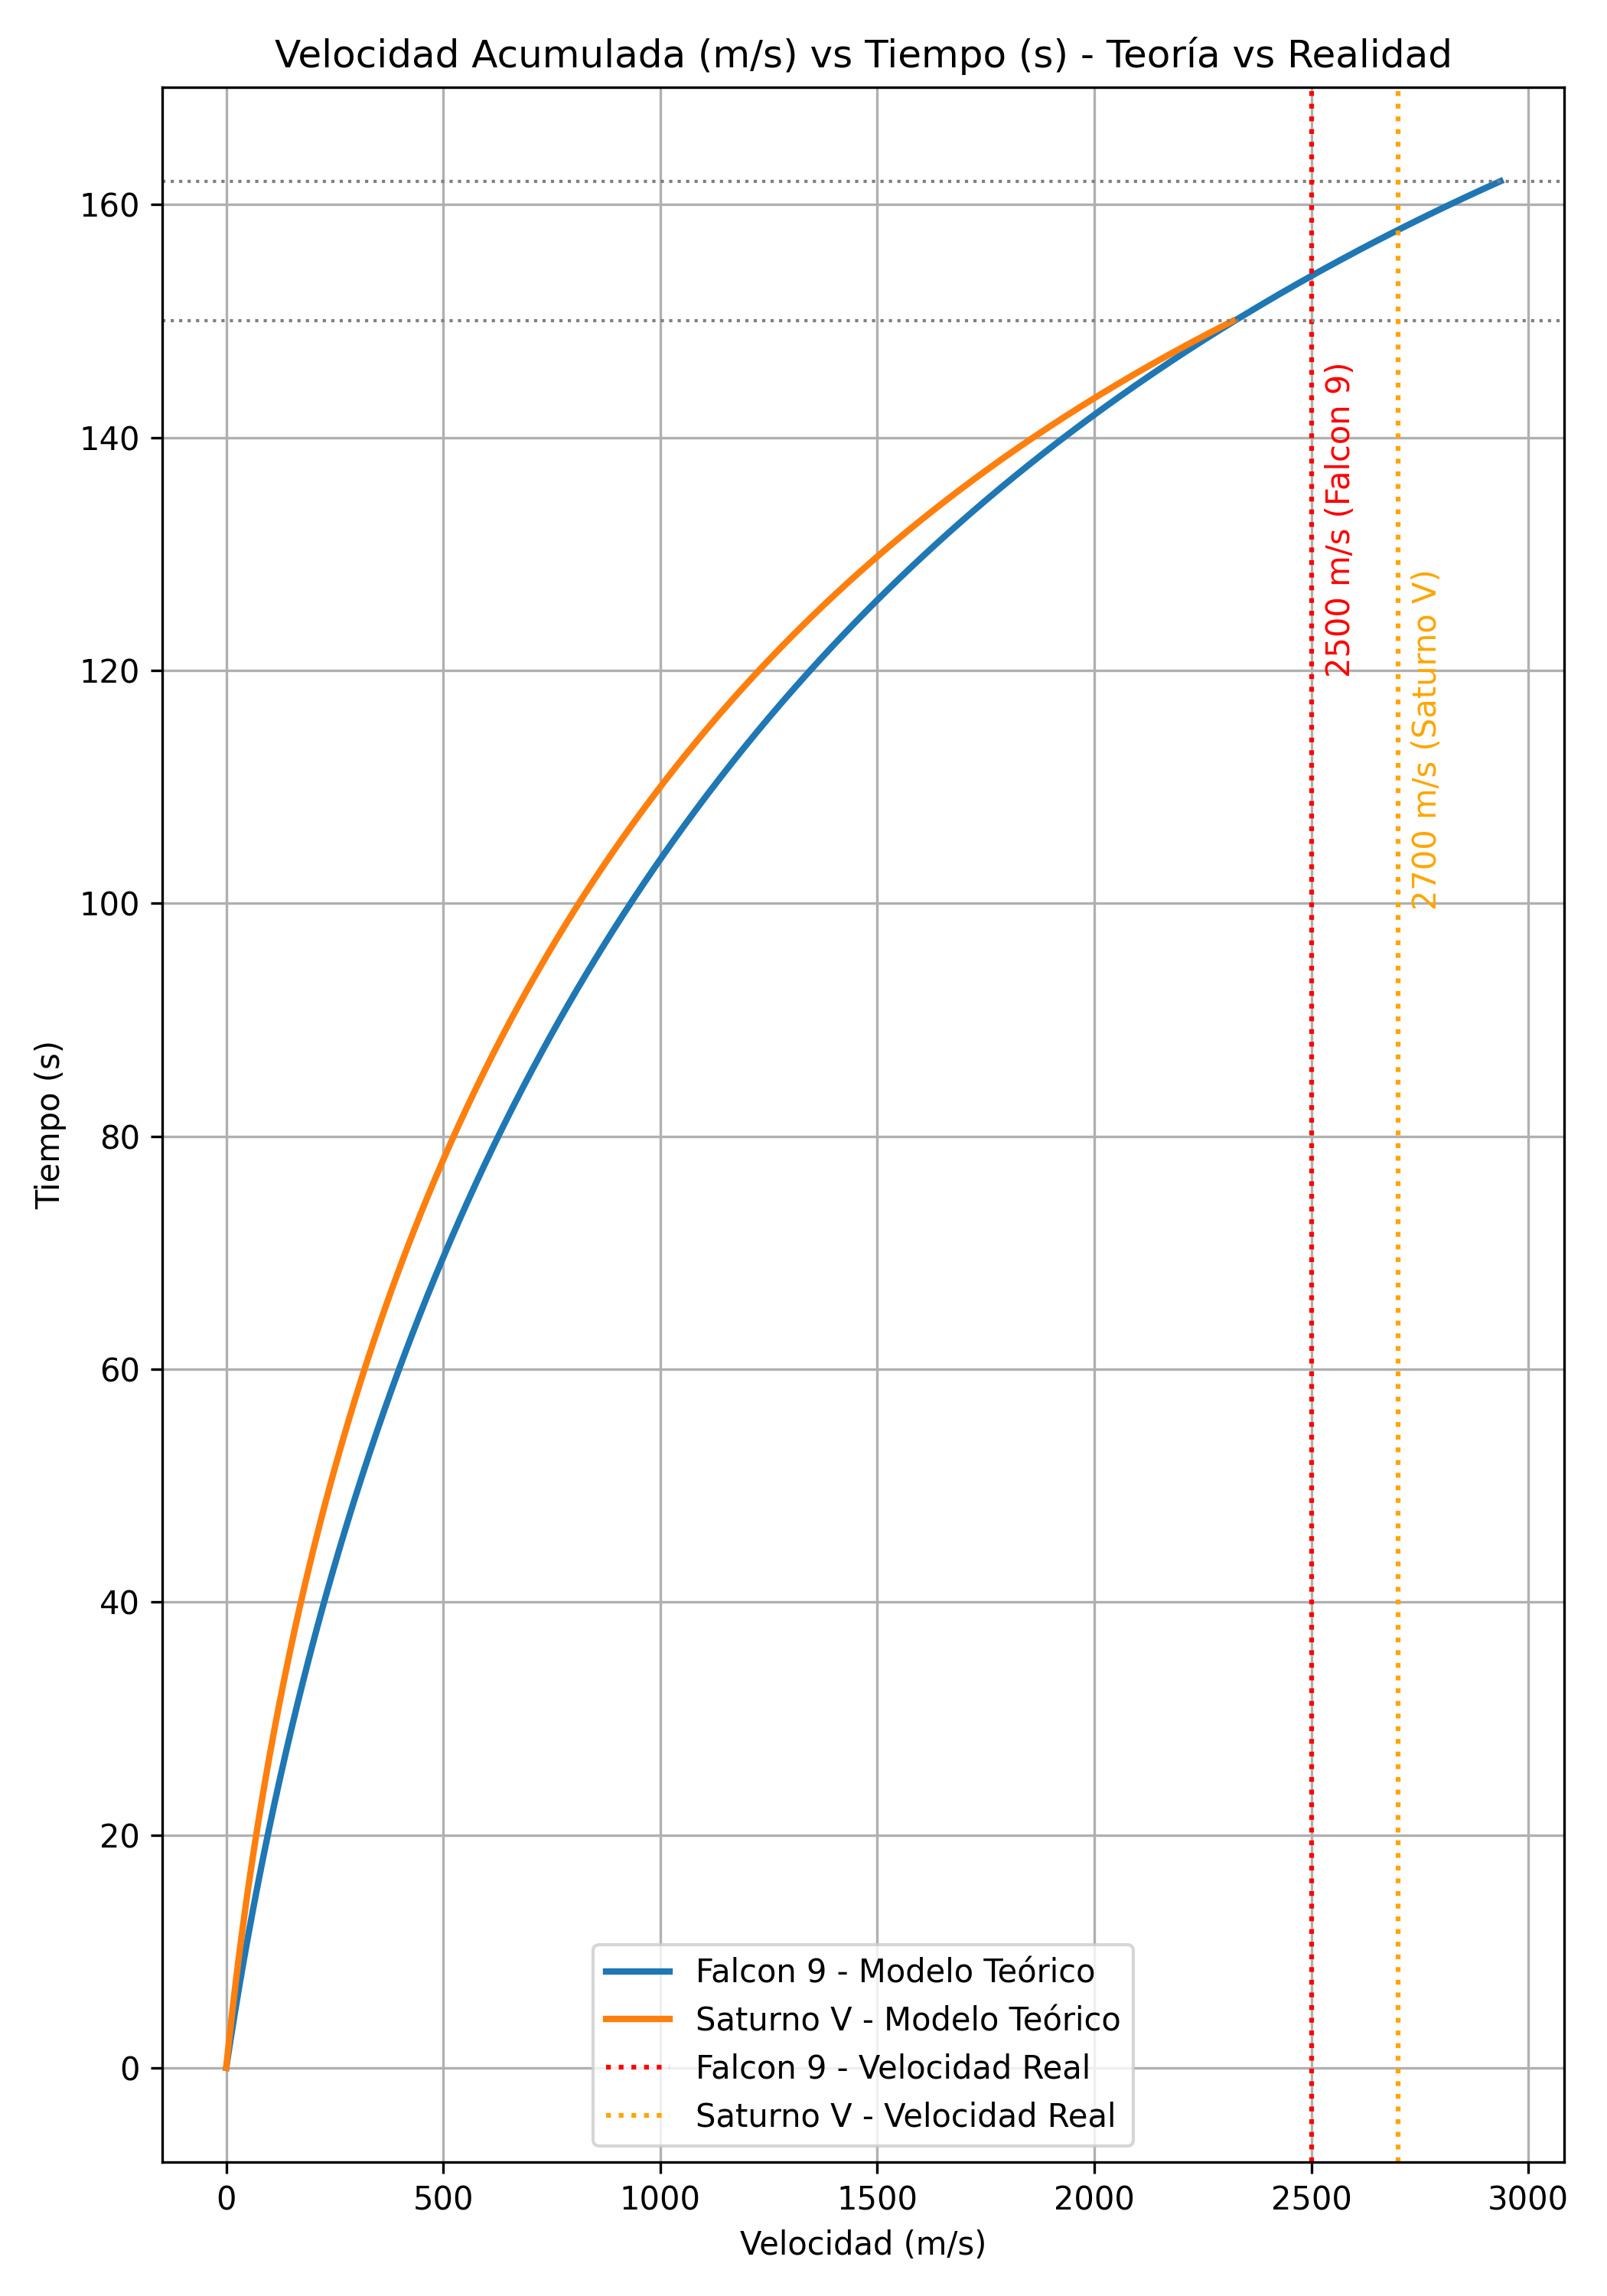 Velocidad Acumulada (m/s) vs Tiempo (s) - Teoría vs Realidad
Tiempo (s)
160
140
120
100
80
60
40
20
0
2500 m/s (Falcon 9)
2700 m/s (Saturno V)
Falcon 9 - Modelo Teórico
Saturno V - Modelo Teórico
Falcon 9 - Velocidad Real
Saturno V - Velocidad Real
0
500
1000
1500
2000
2500
3000
Velocidad (m/s)